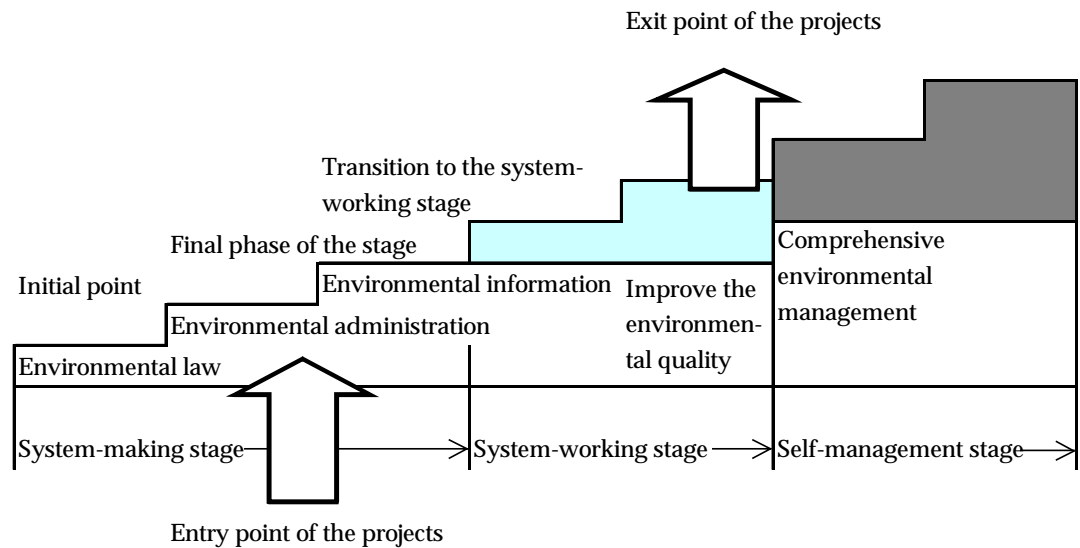 Exit point of the projects
Transition to the system-
working stage
Final phase of the stage
Initial point
Comprehensive
environmental
management
Environmental information
Improve the
environmen-
tal quality
Environmental administration
Environmental law
System-making stage
System-working stage
Self-management stage
Entry point of the projects